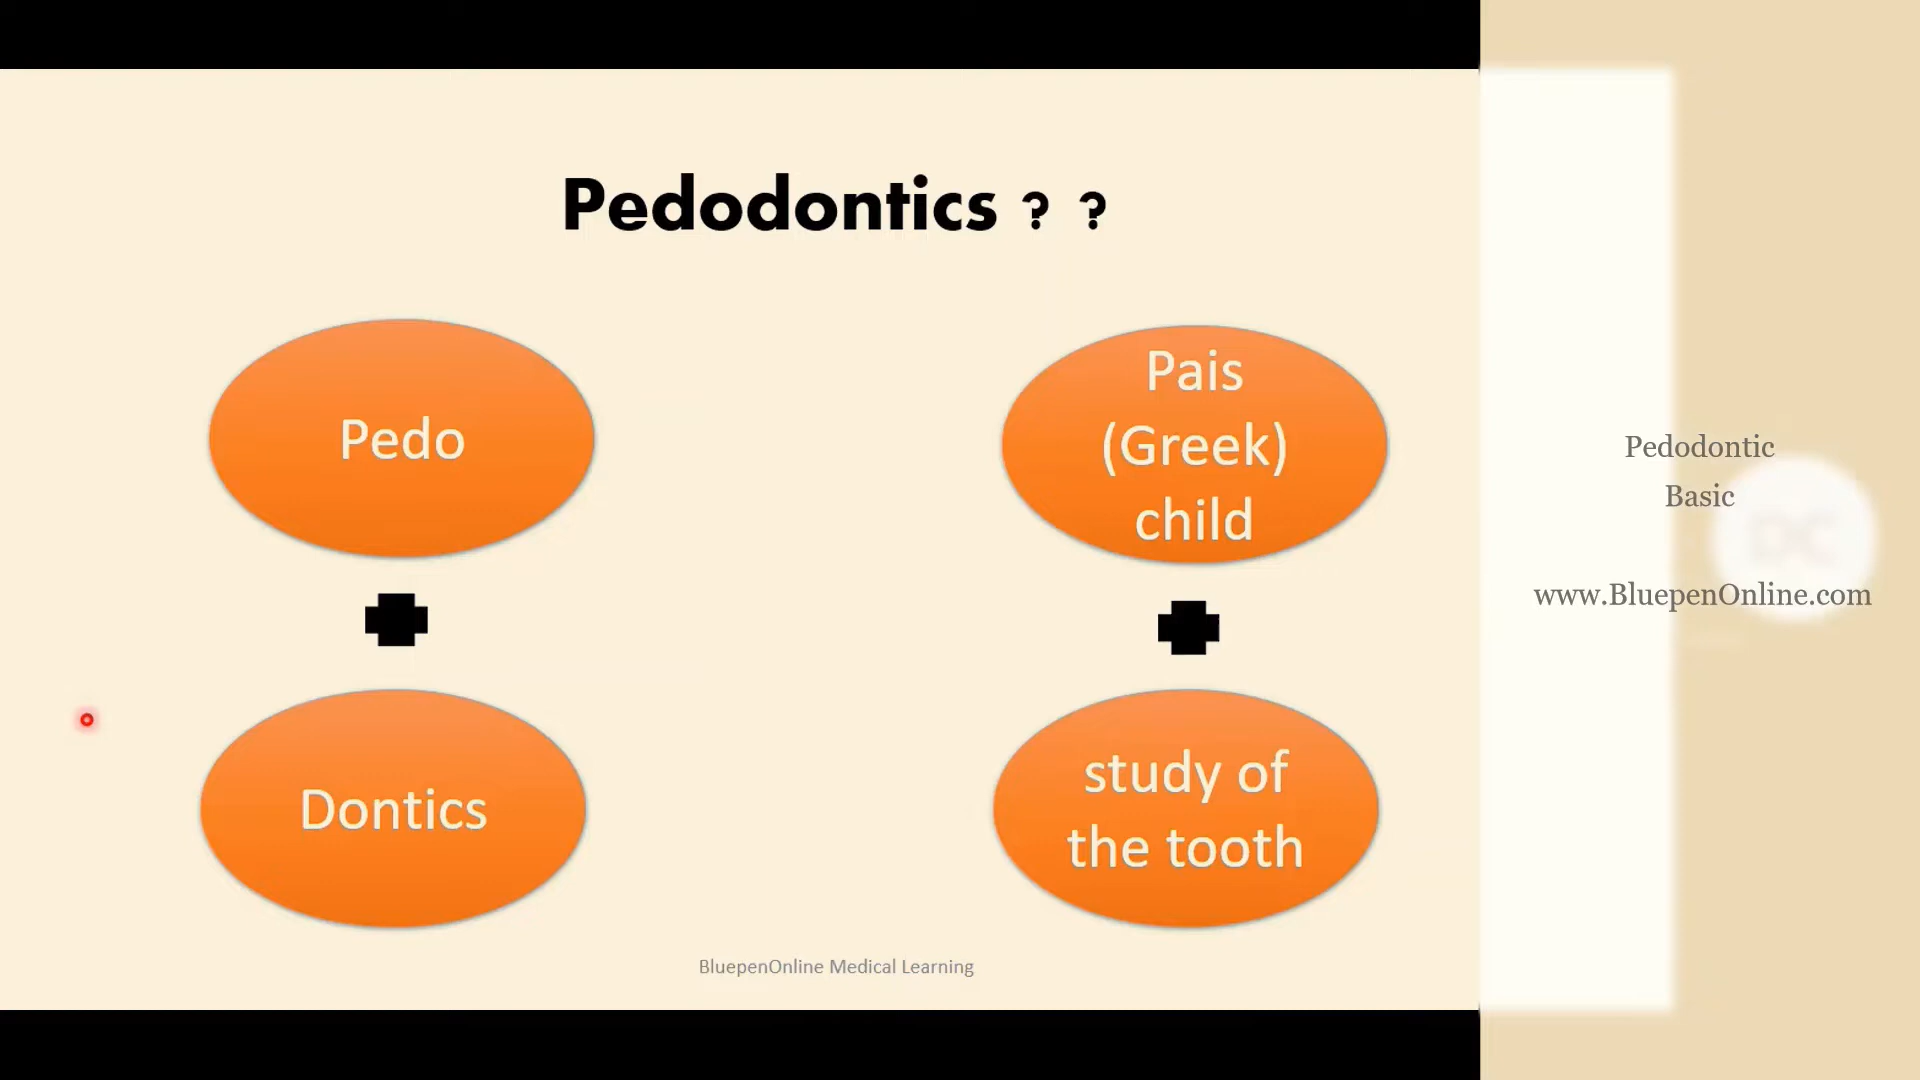 Pedodontics ? ?
Pedo
Pais
(Greek)
child
Dontics
study of
the tooth
BluepenOnline Medical Learning
Pedodontic
Basic
www.BluepenOnline.com